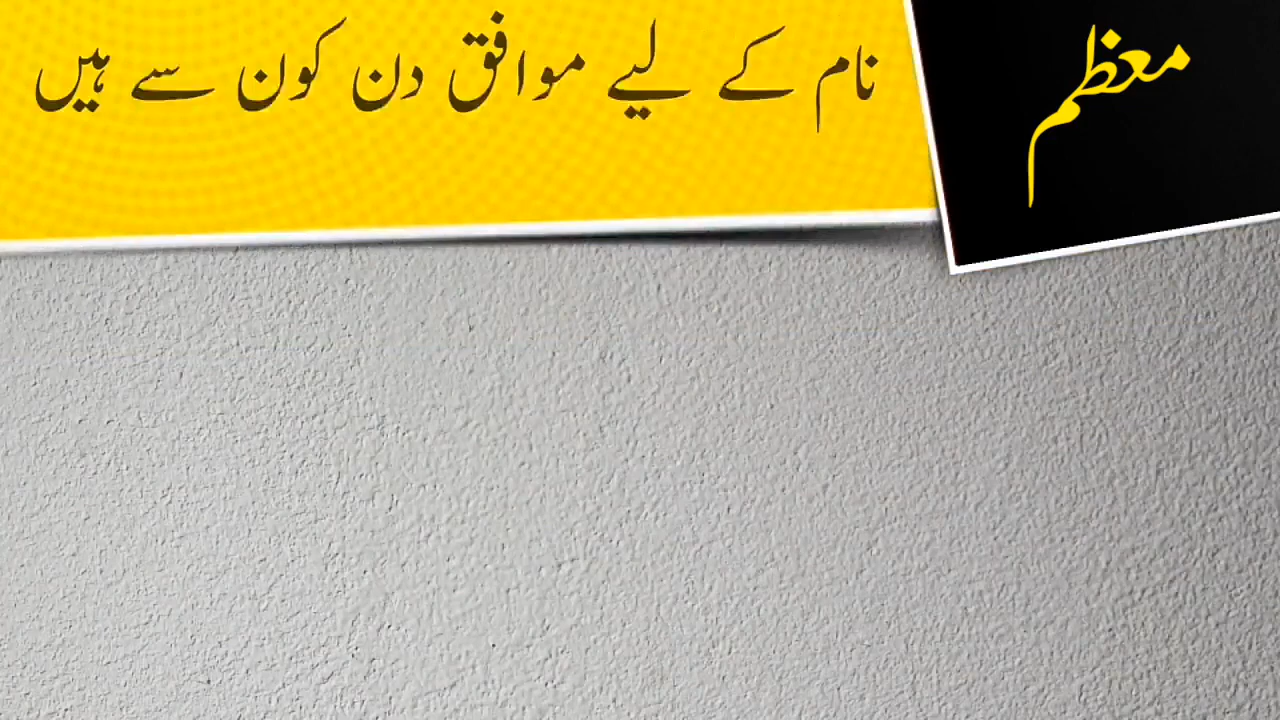 معظم
نام کے لیے موافق دن کون سے ہیں